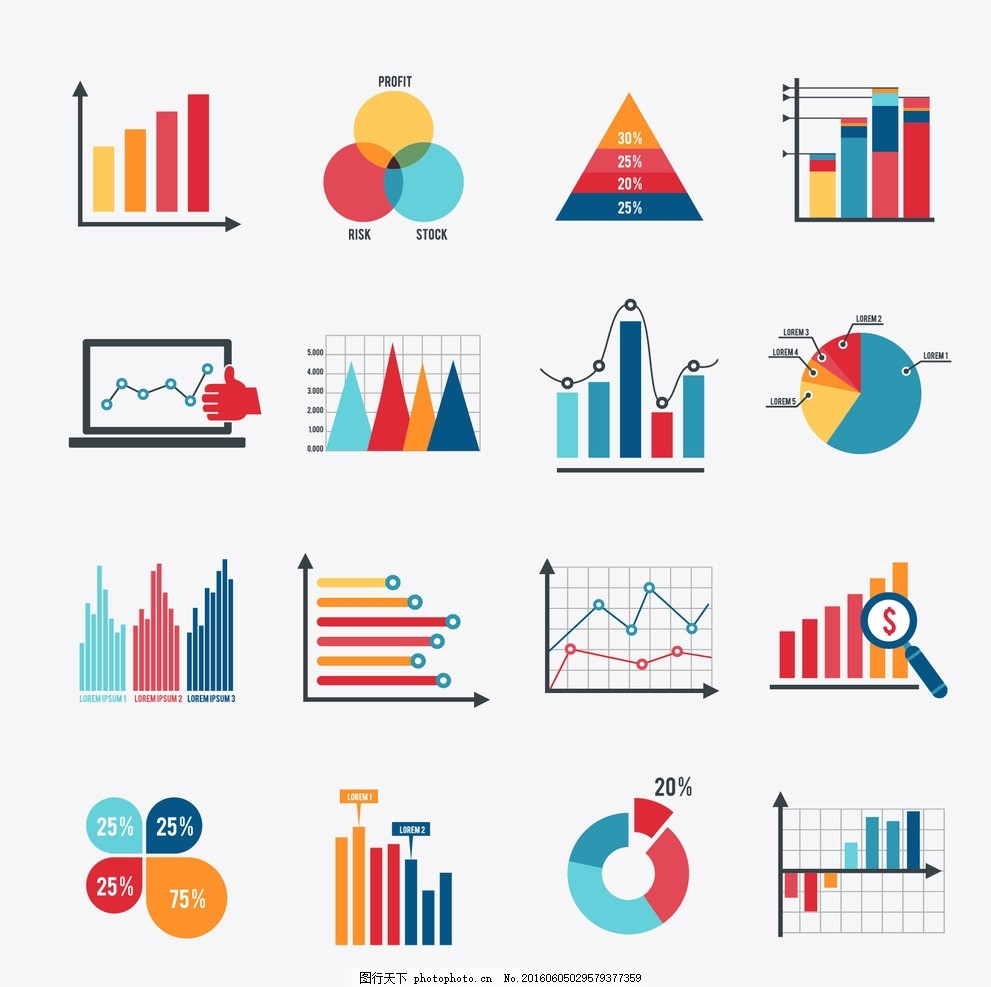 PROFIT
RISK
STOCK
30%
25%
20%
25%
5.000
4.000
3.000
2.000
1.000
0.000
LOREM 2
LOREM 3
LOREM 1
LOREM 4
LOREM 5
LOREM IPSUM 1
LOREM IPSUM 2
LOREM IPSUM 3
$
25%
25%
25%
75%
LOREM 1
LOREM 2
20%
图行天下 photophoto.cn No.20160605029579377359